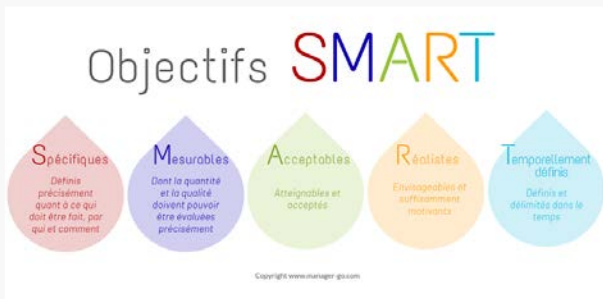 Objectifs SMART
Spécifiques
Définis
précisément
quant à ce qui
doit être fait, par
qui et comment
Mesurables
Dont la quantité
et la qualité
doivent pouvoir
être évaluées
précisément
Acceptables
Atteignables et
acceptés
Réalistes
Envisageables et
suffisamment
motivants
Temporellement
définis
Définis et
délimités dans le
temps
Copyright www.manager-go.com